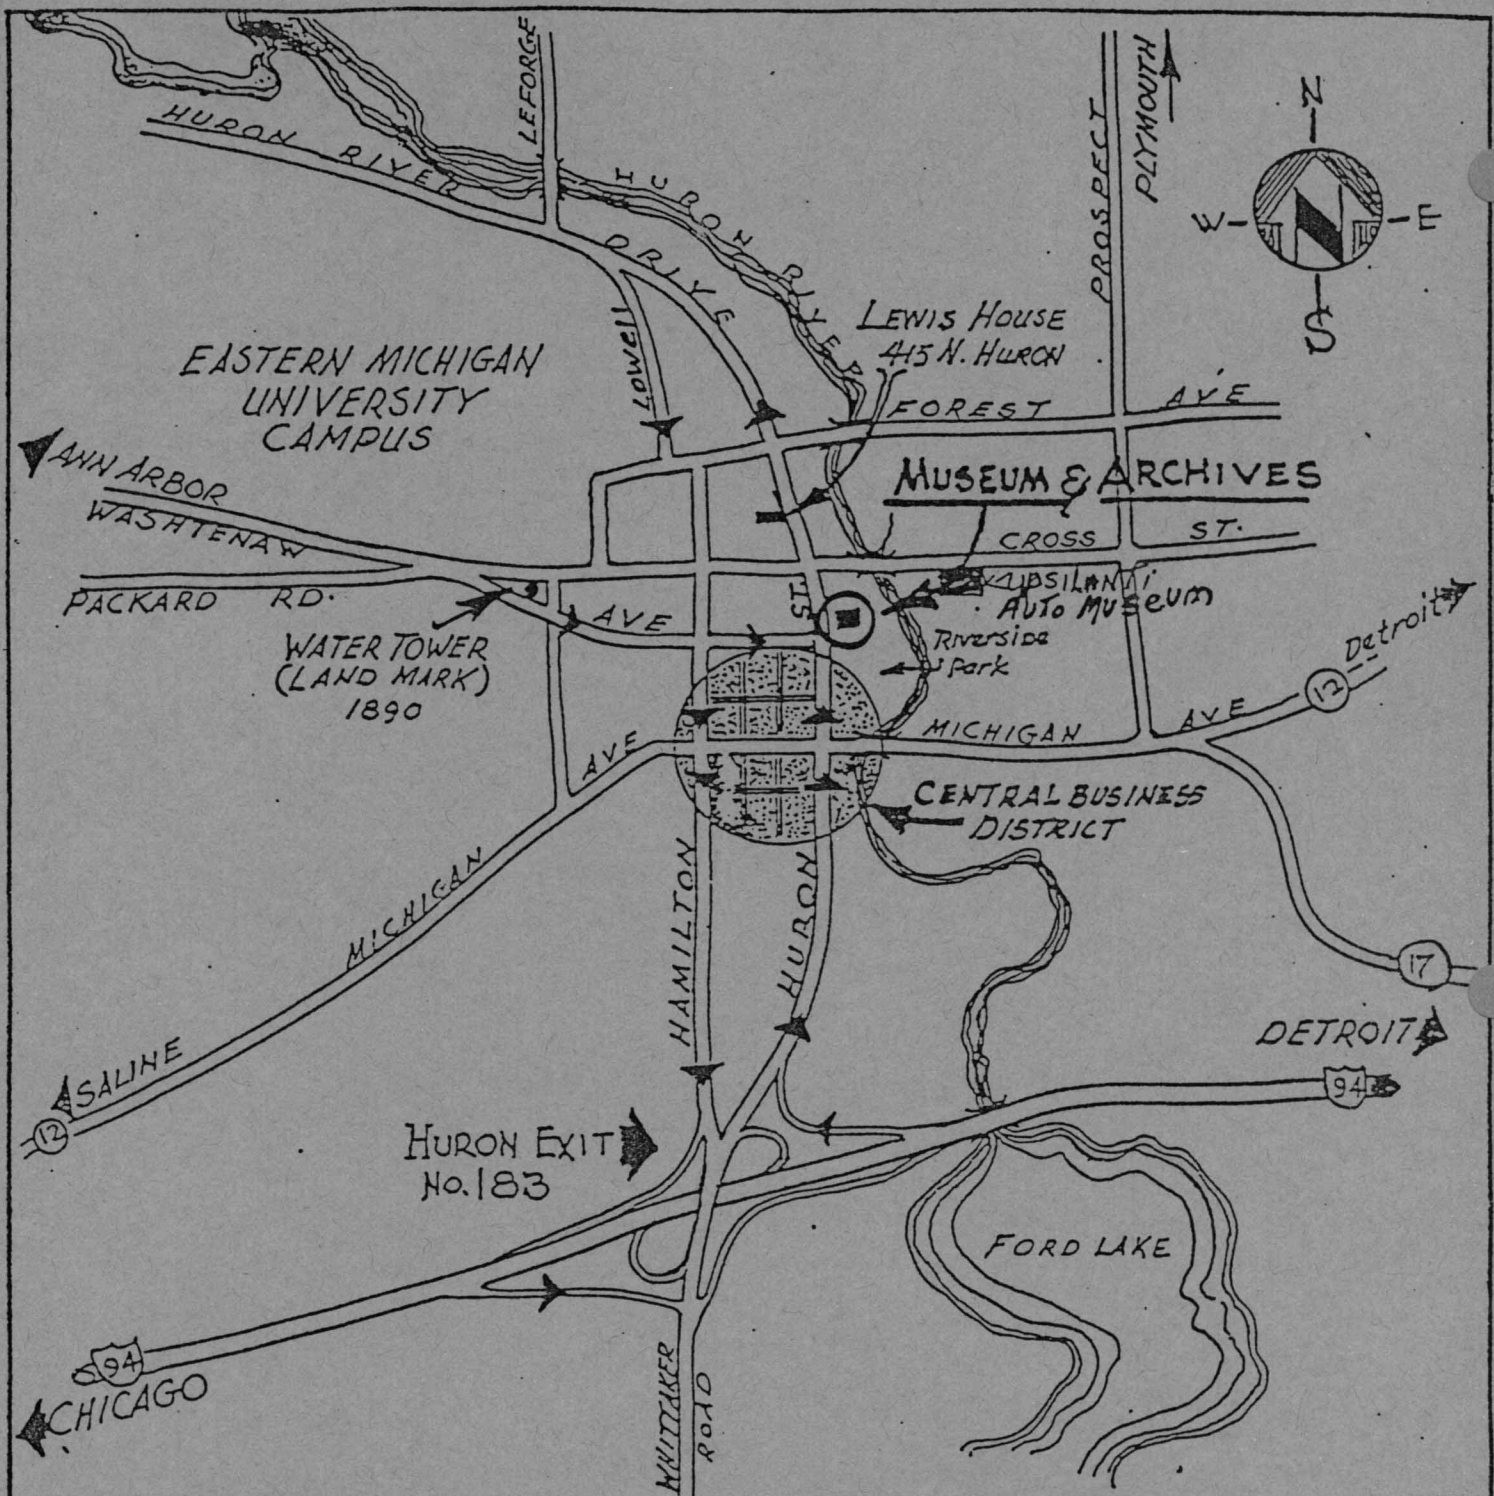 LEFORGE
PROSPECT
PLYMOUTH
N
W
E
S
HURON RIVER DRIVE
HURON RIVER
LOWELL
LEWIS HOUSE
415 N. HURON
EASTERN MICHIGAN
UNIVERSITY
CAMPUS
FOREST AVE
ANN ARBOR
WASHTENAW AVE
MUSEUM & ARCHIVES
CROSS ST.
PACKARD RD.
YPSILANTI
AUTO MUSEUM
ST.
WATER TOWER
(LAND MARK)
1890
Riverside
Park
Detroit
12
MICHIGAN AVE
MICHIGAN AVE
CENTRAL BUSINESS
DISTRICT
HAMILTON
HURON
17
SALINE
12
DETROIT
94
HURON EXIT
No. 183
FORD LAKE
94
CHICAGO
WHITTAKER
ROAD